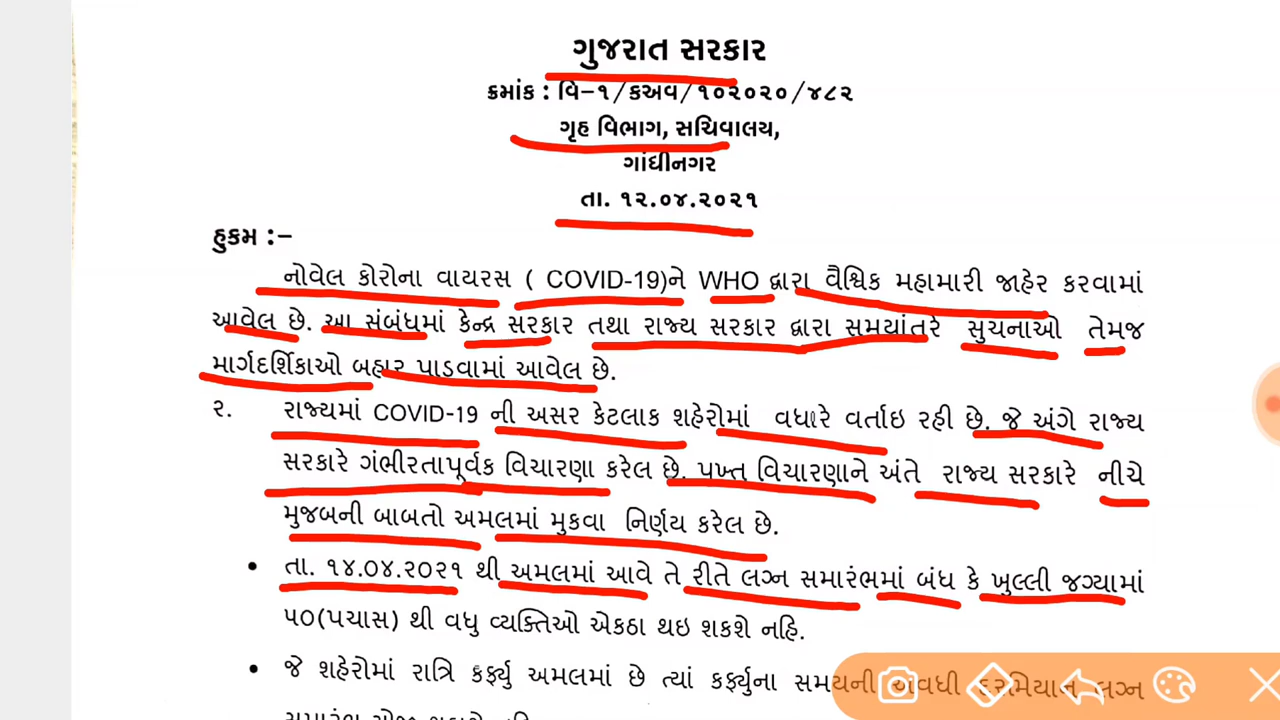 ગુજરાત સરકાર
ક્રમાંક : વિ-૧/કઅવ/૧૦૨૦૨૦/૪૮૨
ગૃહ વિભાગ, સચિવાલય,
ગાંધીનગર
તા. ૧૨.૦૪.૨૦૨૧
હુકમ :-
નોવેલ કોરોના વાયરસ ( COVID-19)ને WHO દ્વારા વૈશ્વિક મહામારી જાહેર કરવામાં
આવેલ છે. આ સંબંધમાં કેન્દ્ર સરકાર તથા રાજ્ય સરકાર દ્વારા સમયાંતરે સુચનાઓ તેમજ
માર્ગદર્શિકાઓ બહાર પાડવામાં આવેલ છે.
૨. રાજ્યમાં COVID-19 ની અસર કેટલાક શહેરોમાં વધારે વર્તાઇ રહી છે. જે અંગે રાજ્ય
સરકારે ગંભીરતાપૂર્વક વિચારણા કરેલ છે. પખ્ત વિચારણાને અંતે રાજ્ય સરકારે નીચે
મુજબની બાબતો અમલમાં મુકવા નિર્ણય કરેલ છે.
• તા. ૧૪.૦૪.૨૦૨૧ થી અમલમાં આવે તે રીતે લગ્ન સમારંભમાં બંધ કે ખુલ્લી જગ્યામાં
૫૦(પચાસ) થી વધુ વ્યક્તિઓ એકઠા થઇ શકશે નહિ.
• જે શહેરોમાં રાત્રિ કર્ફ્યુ અમલમાં છે ત્યાં કર્ફ્યુના સમયની અવધી દરમિયાન લગ્ન